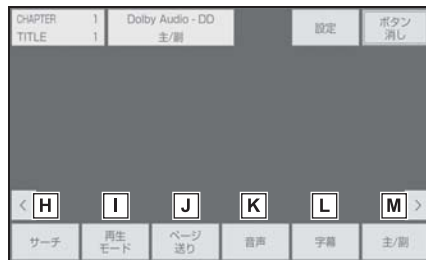 CHAPTER 1
TITLE 1
Dolby Audio - DD
主/副
設定
ボタン
消し
<
H
I
J
K
L
M
>
サーチ
再生
モード
ページ
送り
音声
字幕
主/副